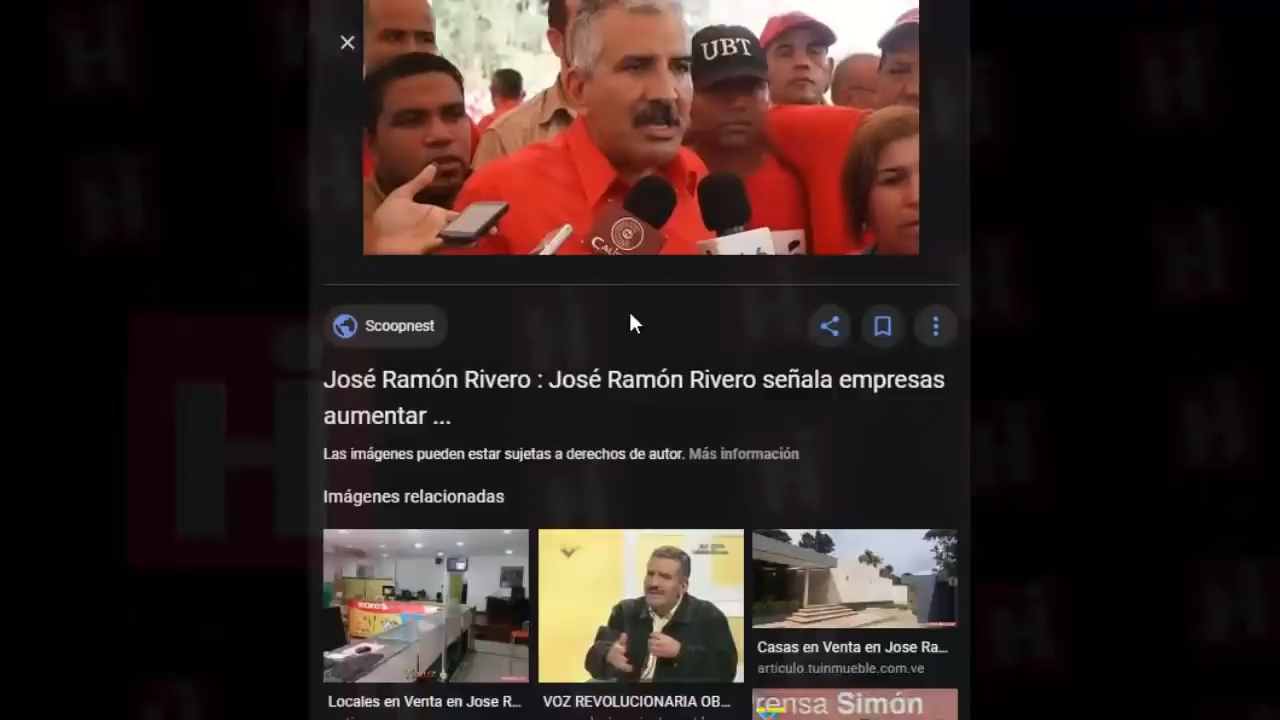 UBT
Scoopnest
José Ramón Rivero : José Ramón Rivero señala empresas
aumentar ...
Las imágenes pueden estar sujetas a derechos de autor. Más información
Imágenes relacionadas
kores
Locales en Venta en Jose R...
VOZ REVOLUCIONARIA OB...
Casas en Venta en Jose Ra...
articulo.tuinmueble.com.ve
rensa Simón